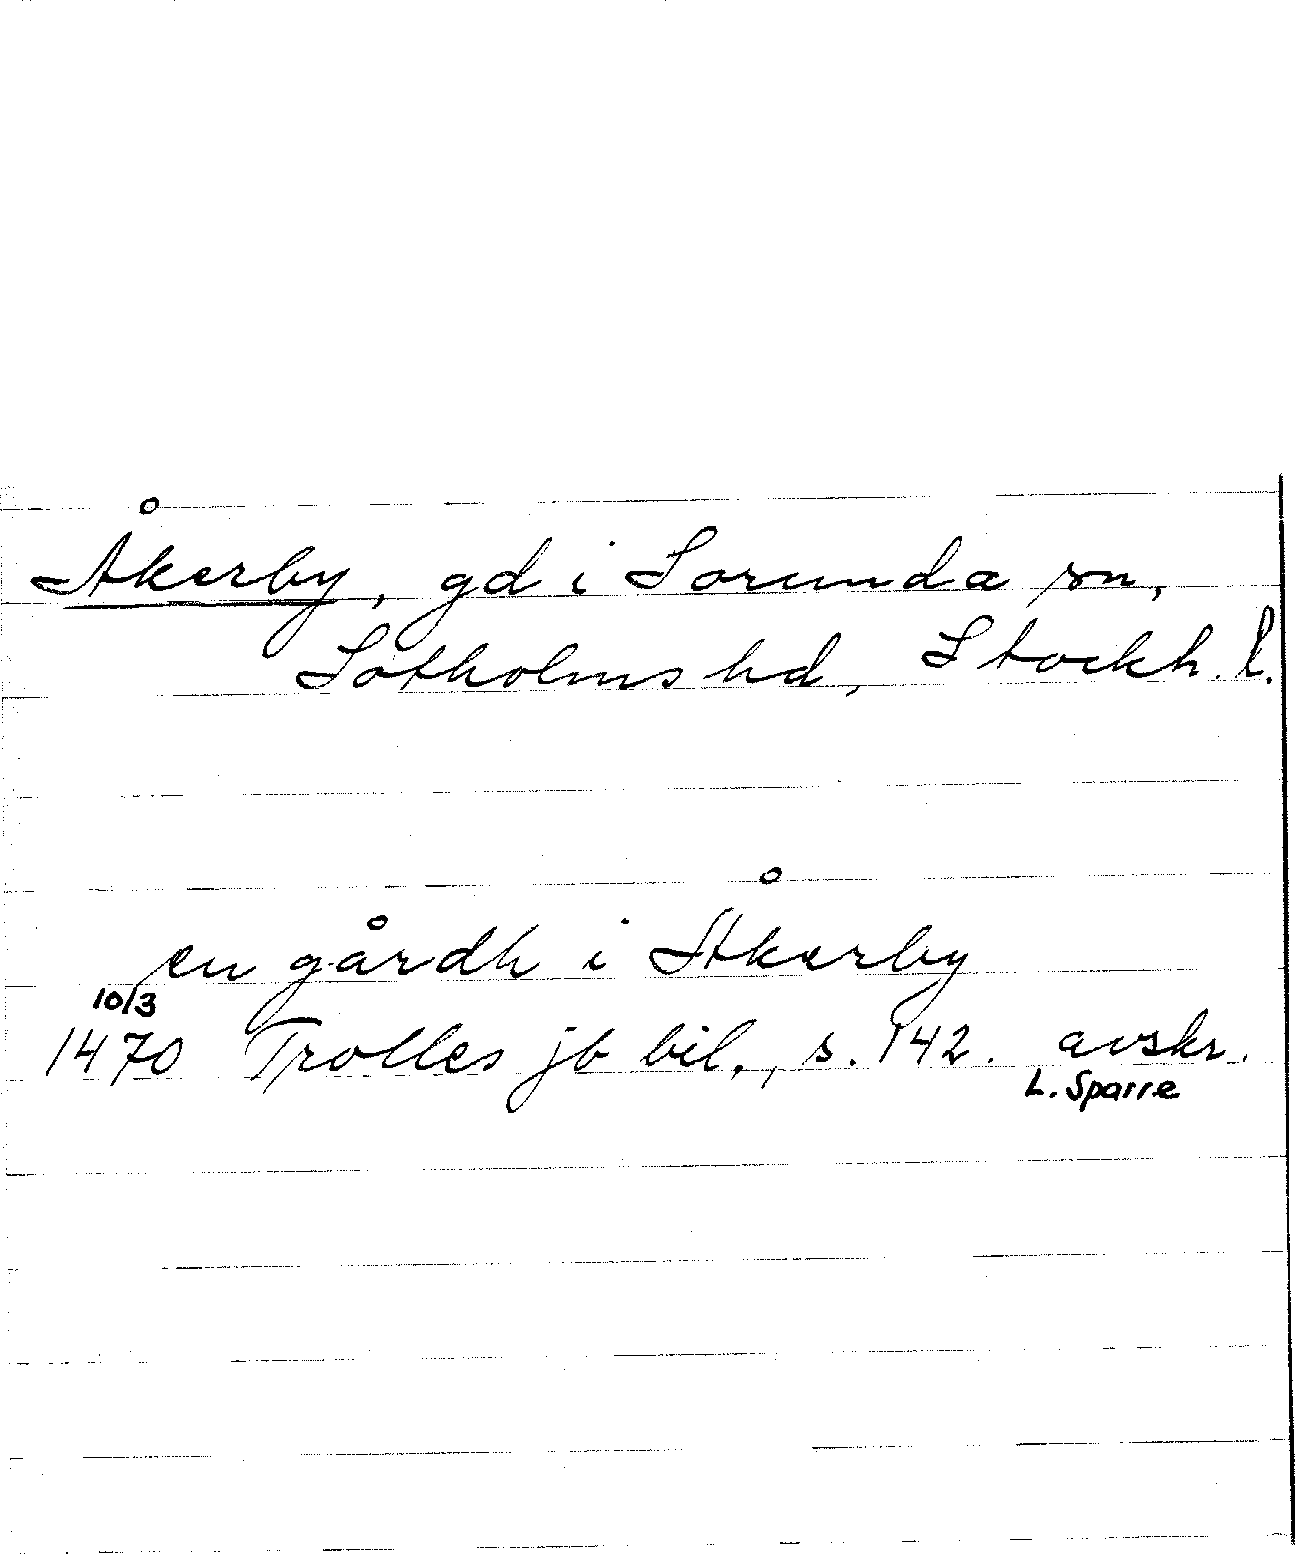 Åkerby, gd i Sorunda sn,
Sotholms hd, Stockh. l.
en gårdh i Åkerby
10/3
1470 Trolles jb bil., s. 142. avskr.
L. Sparre